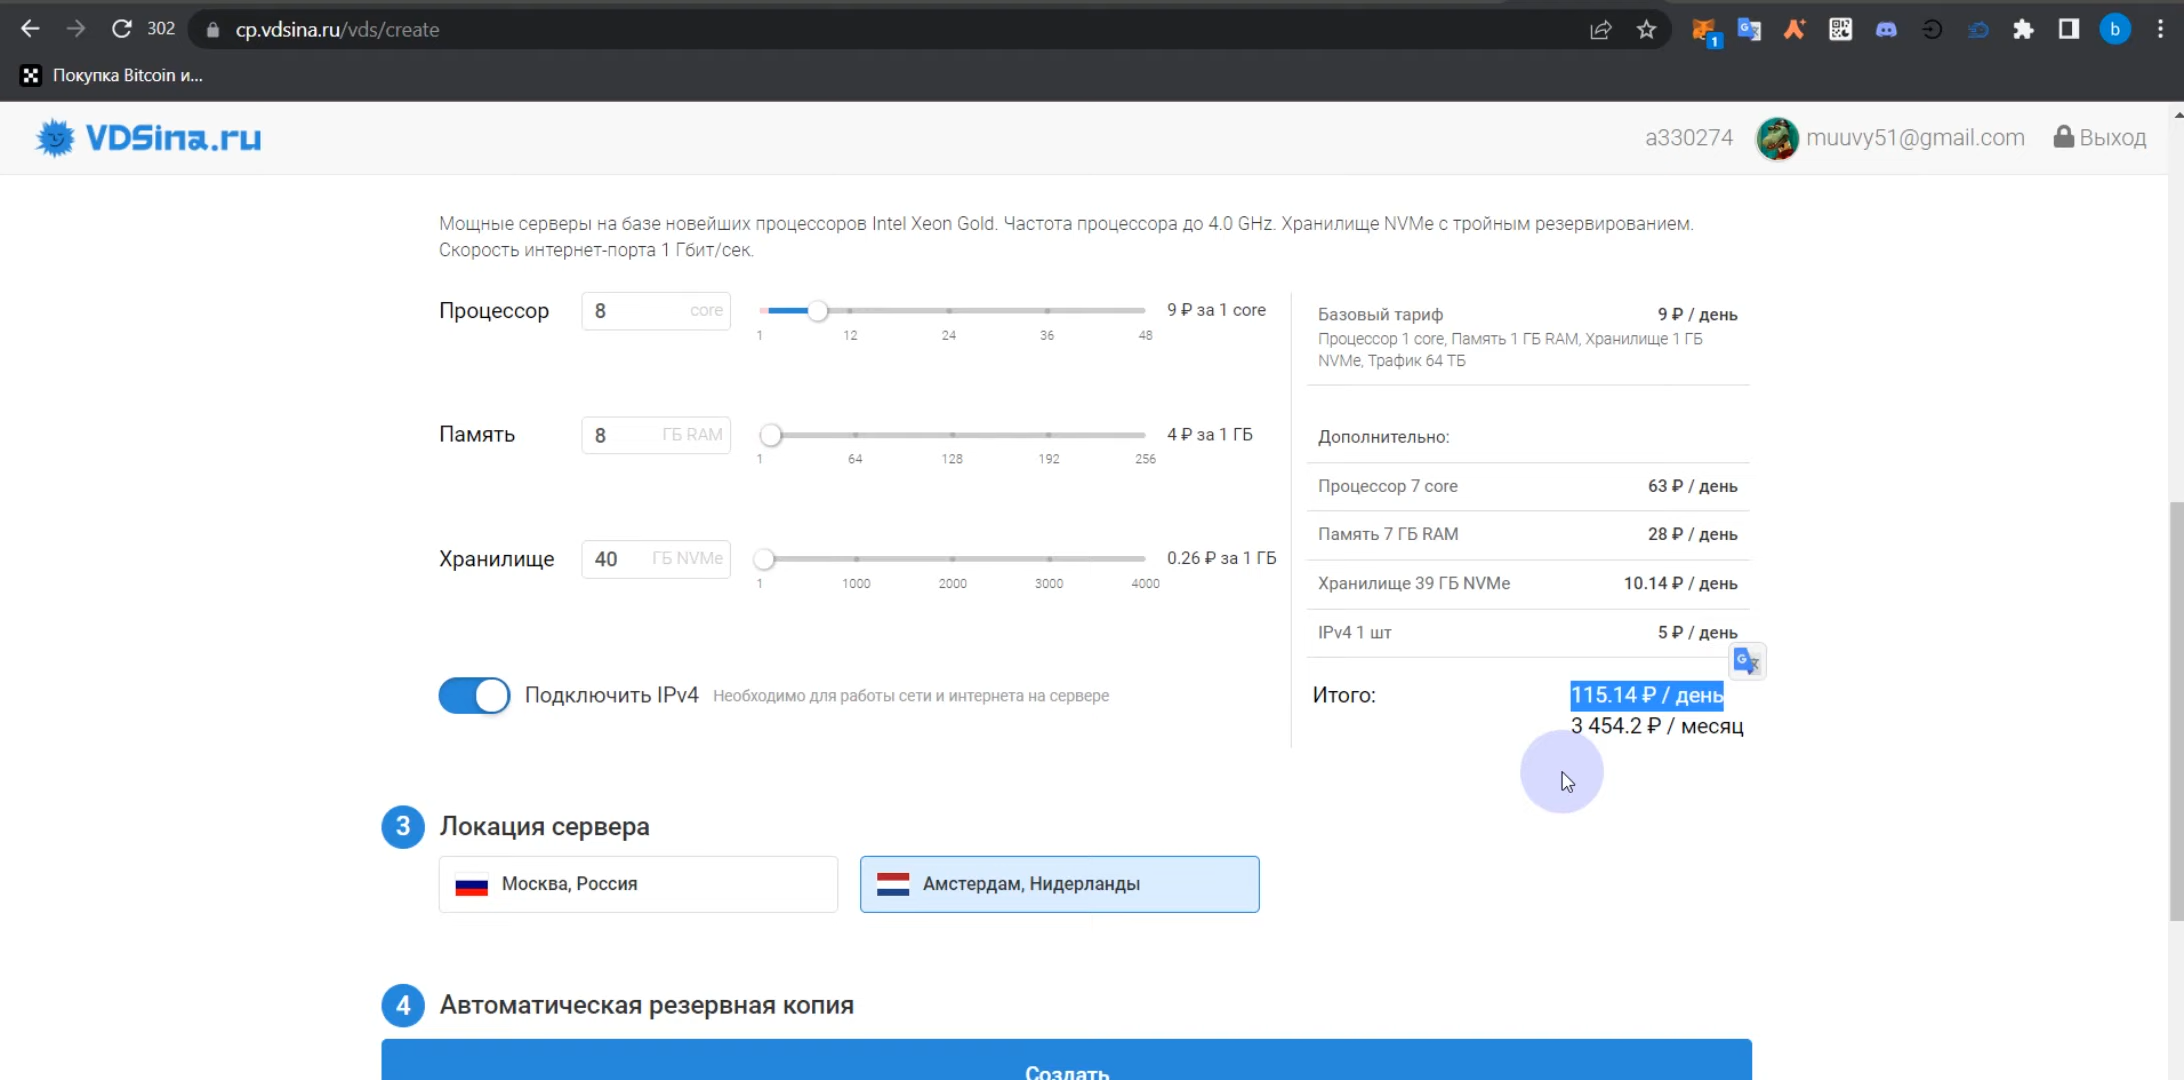 302
cp.vdsina.ru/vds/create
1
b
Покупка Bitcoin и...
VDSina.ru
a330274
muuvy51@gmail.com
Выход
Мощные серверы на базе новейших процессоров Intel Xeon Gold. Частота процессора до 4.0 GHz. Хранилище NVMe с тройным резервированием.
Скорость интернет-порта 1 Гбит/сек.
Процессор
8
core
1
12
24
36
48
9 ₽ за 1 core
Память
8
ГБ RAM
1
64
128
192
256
4 ₽ за 1 ГБ
Хранилище
40
ГБ NVMe
1
1000
2000
3000
4000
0.26 ₽ за 1 ГБ
Подключить IPv4
Необходимо для работы сети и интернета на сервере
Базовый тариф
9 ₽ / день
Процессор 1 core, Память 1 ГБ RAM, Хранилище 1 ГБ
NVMe, Трафик 64 ТБ
Дополнительно:
Процессор 7 core
63 ₽ / день
Память 7 ГБ RAM
28 ₽ / день
Хранилище 39 ГБ NVMe
10.14 ₽ / день
IPv4 1 шт
5 ₽ / день
Итого:
115.14 ₽ / день
3 454.2 ₽ / месяц
3
Локация сервера
Москва, Россия
Амстердам, Нидерланды
4
Автоматическая резервная копия
Создать